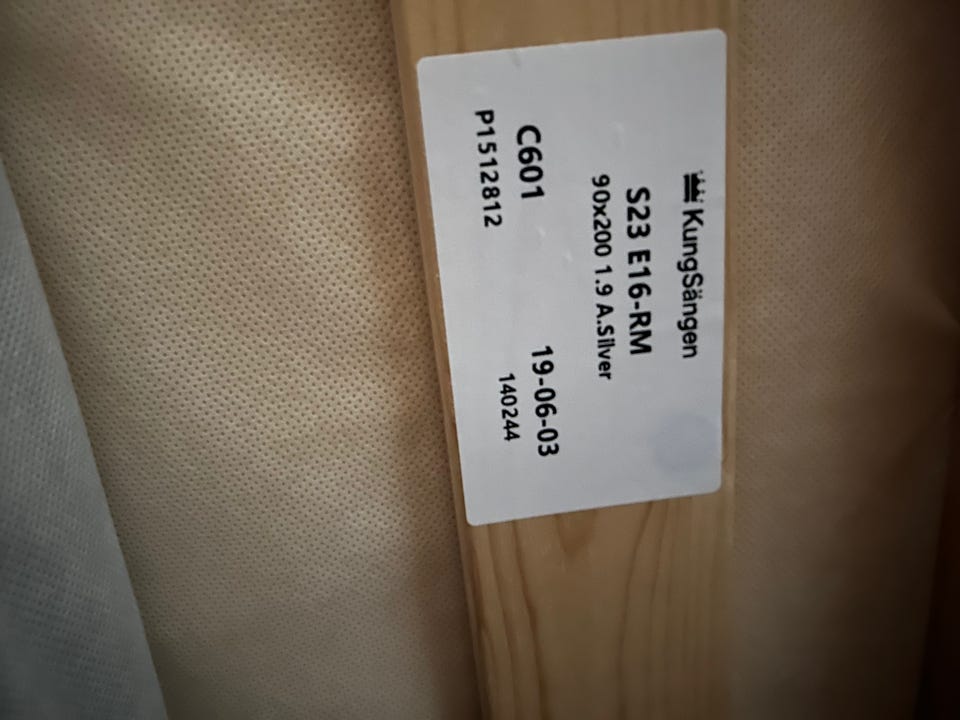 KungSängen
S23 E16-RM
90x200 1.9 A.Silver
C601 19-06-03
P1512812 140244